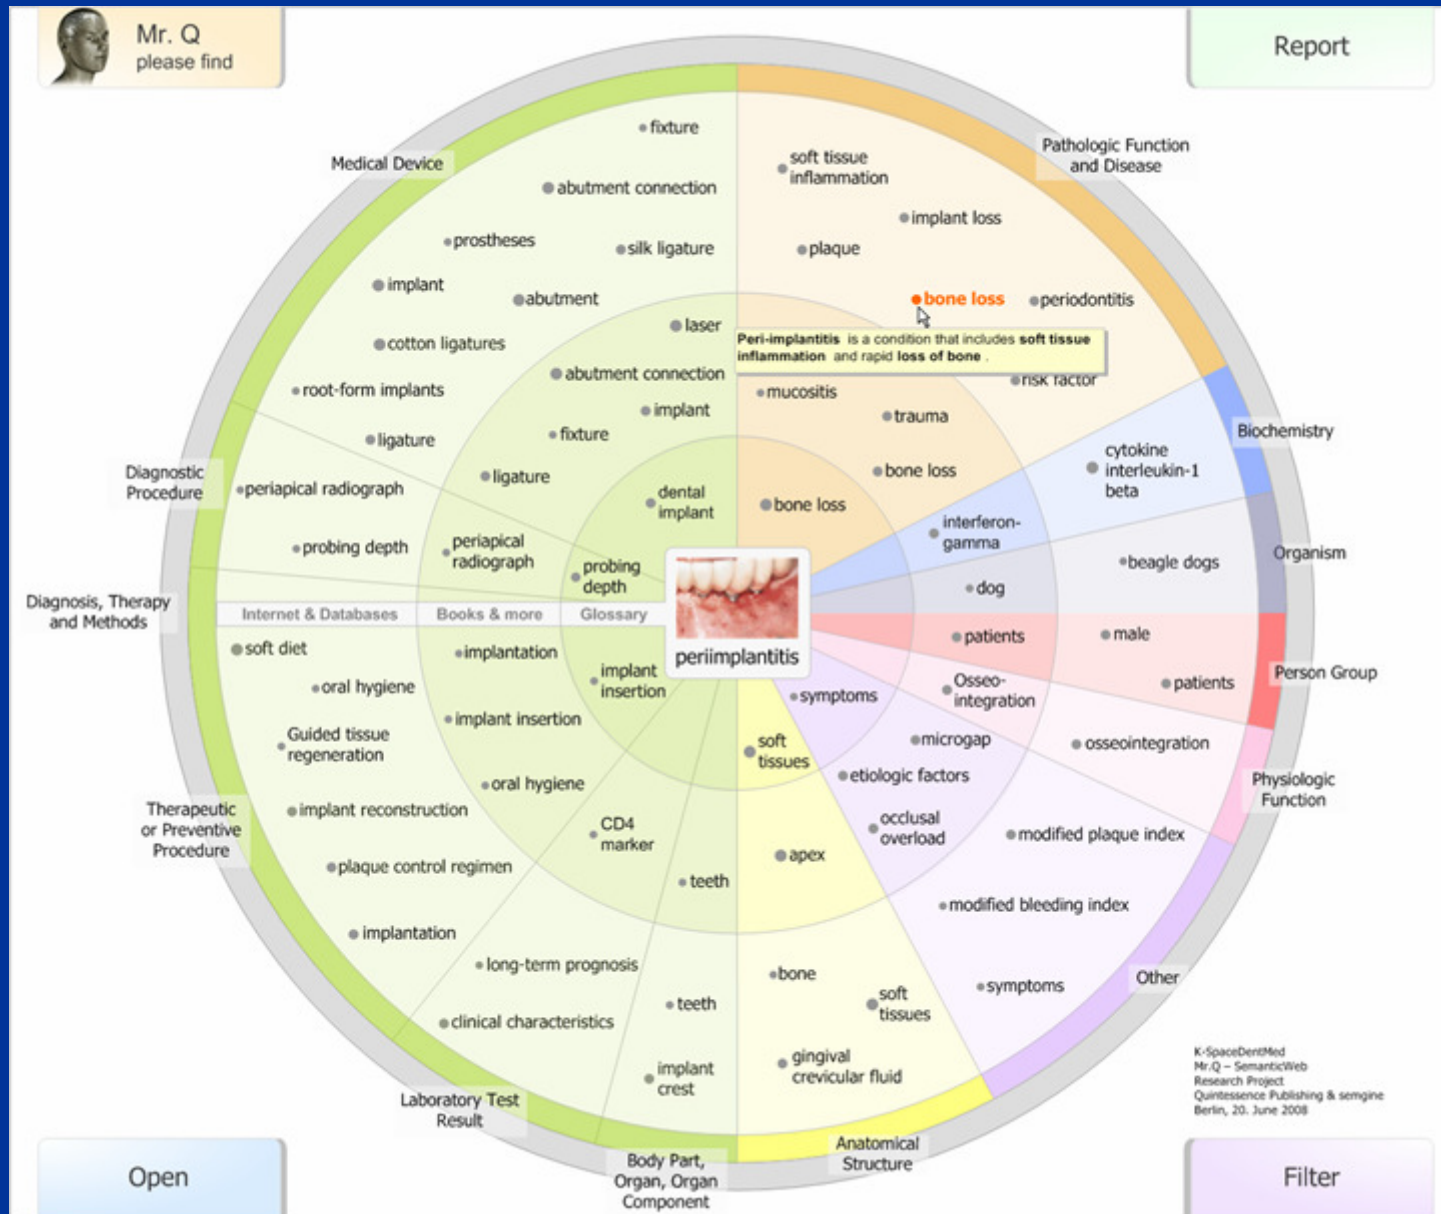 Mr. Q
please find
Report
Medical Device
fixture
abutment connection
prostheses
silk ligature
implant
abutment
cotton ligatures
root-form implants
ligature
laser
abutment connection
implant
fixture
ligature
dental
implant
Pathologic Function
and Disease
soft tissue
inflammation
implant loss
plaque
bone loss
periodontitis
Peri-implantitis is a condition that includes soft tissue
inflammation and rapid loss of bone .
risk factor
mucositis
trauma
bone loss
bone loss
Biochemistry
cytokine
interleukin-1
beta
interferon-
gamma
Diagnostic
Procedure
periapical radiograph
probing depth
periapical
radiograph
probing
depth
Organism
beagle dogs
dog
Diagnosis, Therapy
and Methods
Internet & Databases
Books & more
Glossary
periimplantitis
patients
male
patients
Person Group
soft diet
oral hygiene
Guided tissue
regeneration
implant reconstruction
plaque control regimen
implantation
implantation
implant insertion
oral hygiene
implant
insertion
Therapeutic
or Preventive
Procedure
Osseo-
integration
osseointegration
Physiologic
Function
symptoms
microgap
etiologic factors
occlusal
overload
modified plaque index
modified bleeding index
symptoms
Other
CD4
marker
long-term prognosis
clinical characteristics
Laboratory Test
Result
teeth
teeth
implant
crest
Body Part,
Organ, Organ
Component
soft
tissues
apex
bone
soft
tissues
gingival
crevicular fluid
Anatomical
Structure
K-SpaceDentMed
Mr.Q – SemanticWeb
Research Project
Quintessence Publishing & semgine
Berlin, 20. June 2008
Open
Filter